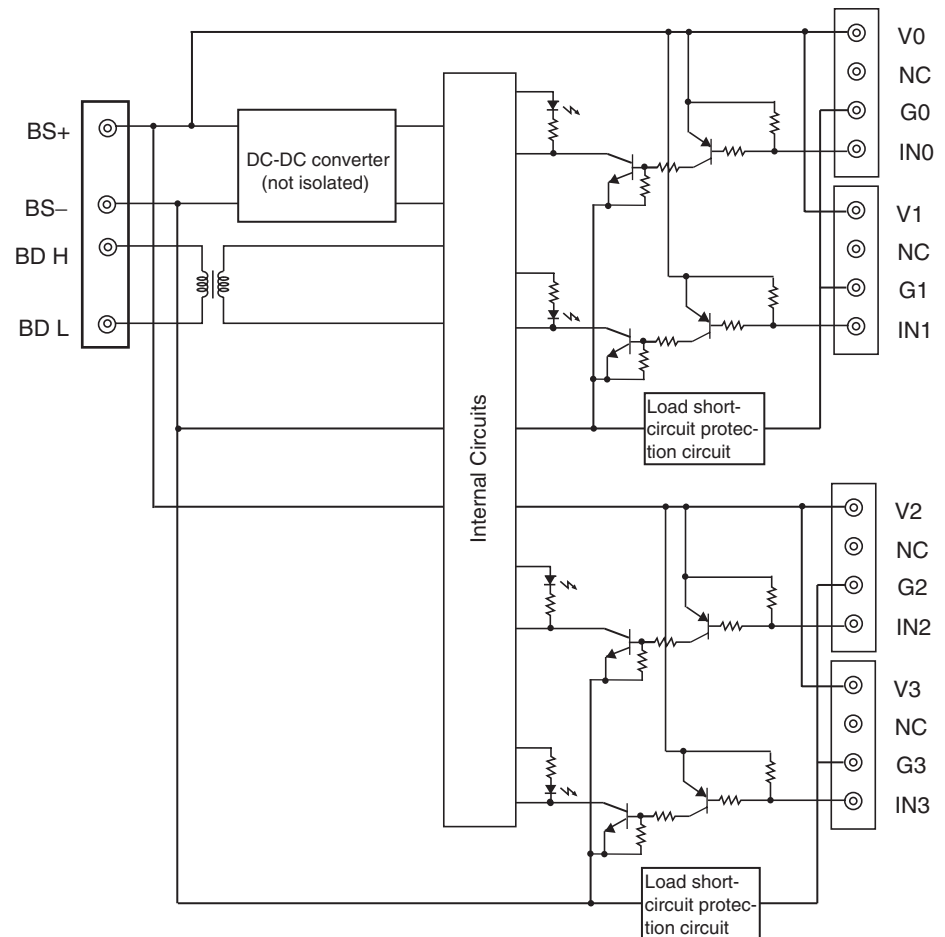 BS+
BS−
BD H
BD L
DC-DC converter
(not isolated)
Internal Circuits
V0
NC
G0
IN0
V1
NC
G1
IN1
Load short-
circuit protec-
tion circuit
V2
NC
G2
IN2
V3
NC
G3
IN3
Load short-
circuit protec-
tion circuit